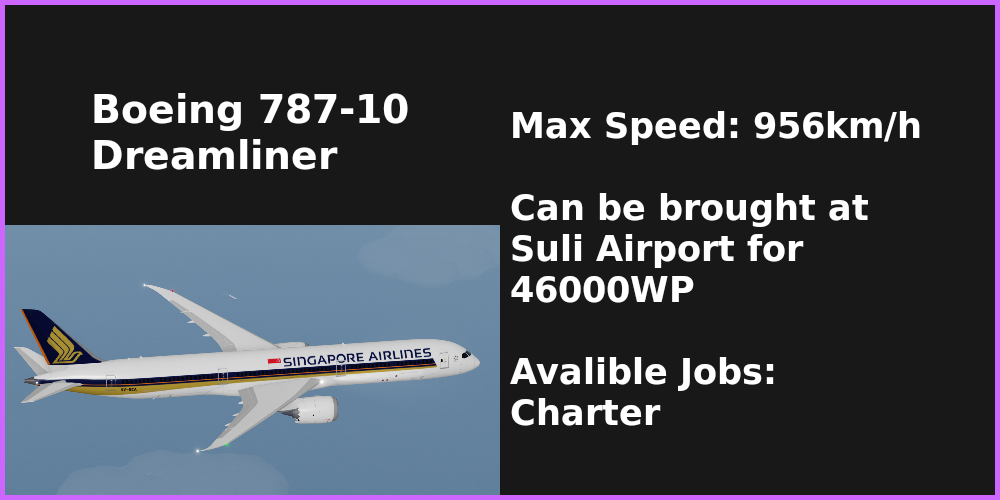 Boeing 787-10
Dreamliner
Max Speed: 956km/h
Can be brought at
Suli Airport for
46000WP
Avalible Jobs:
Charter
SINGAPORE AIRLINES